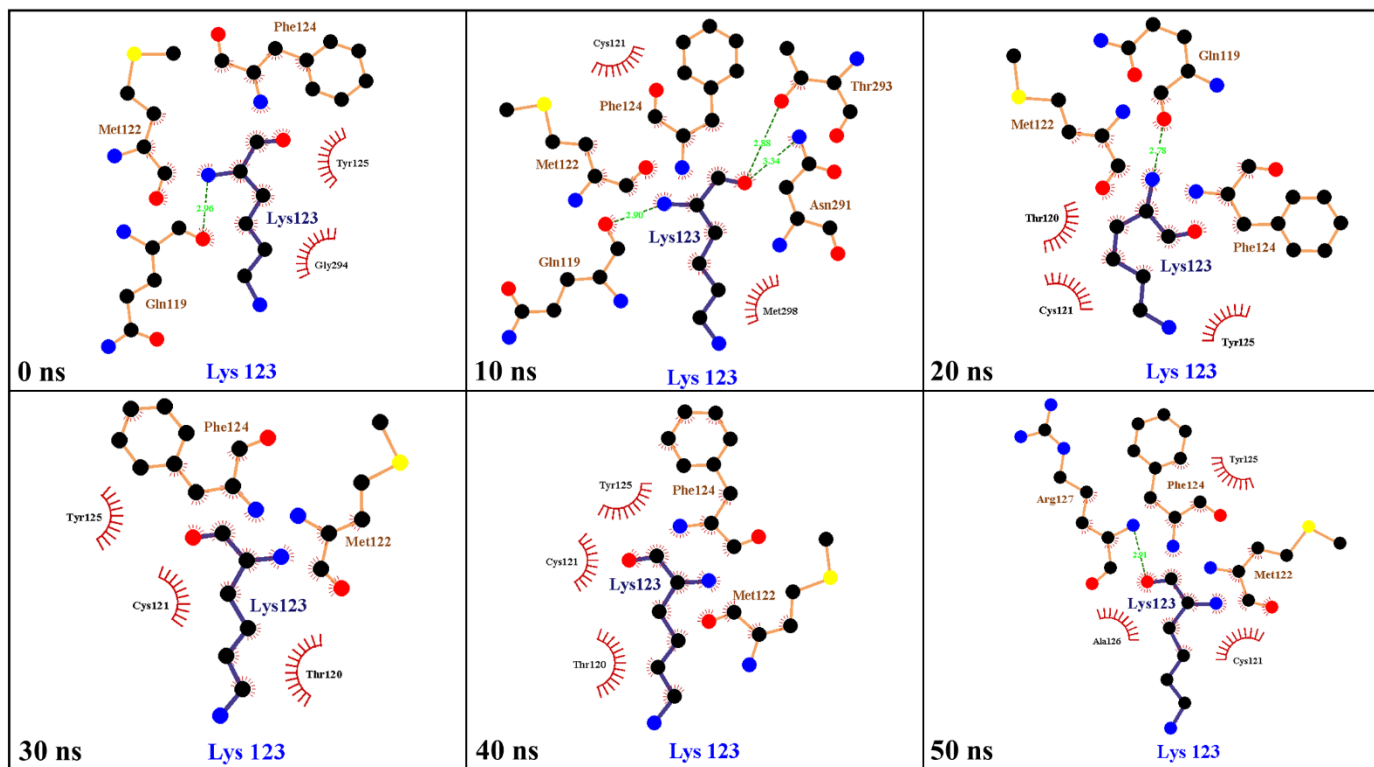 Phe124
Met122
2.96
Tyr125
Lys123
Gly294
Gln119
0 ns
Lys 123
Cys121
Phe124
Thr293
2.88
3.34
Met122
2.90
Asn291
Lys123
Gln119
Met298
10 ns
Lys 123
Gln119
Met122
2.78
Thr120
Phe124
Lys123
Cys121
Tyr125
20 ns
Lys 123
Phe124
Tyr125
Met122
Cys121
Lys123
Thr120
30 ns
Lys 123
Tyr125
Phe124
Cys121
Lys123
Met122
Thr120
40 ns
Lys 123
Tyr125
Arg127
Phe124
2.91
Met122
Lys123
Ala126
Cys121
50 ns
Lys 123